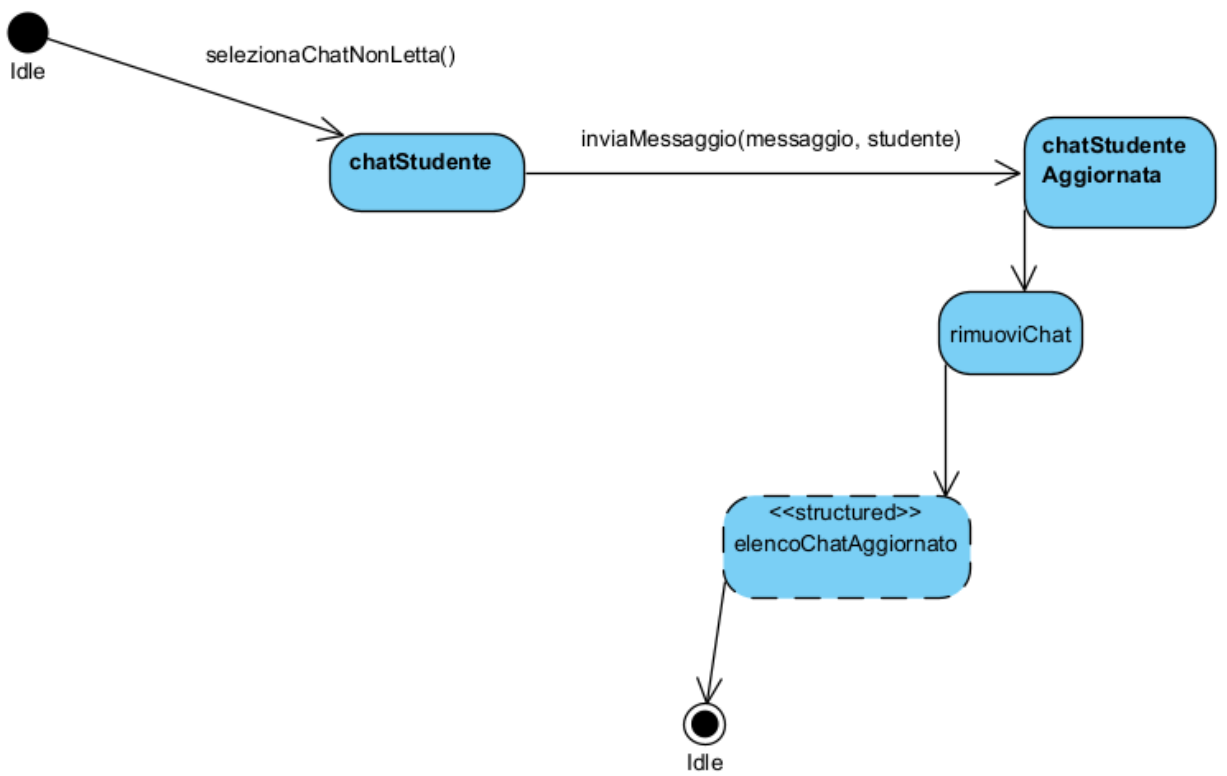 selezionaChatNonLetta()
Idle
inviaMessaggio(messaggio, studente)
chatStudente
chatStudente
Aggiornata
rimuoviChat
<<structured>>
elencoChatAggiornato
Idle